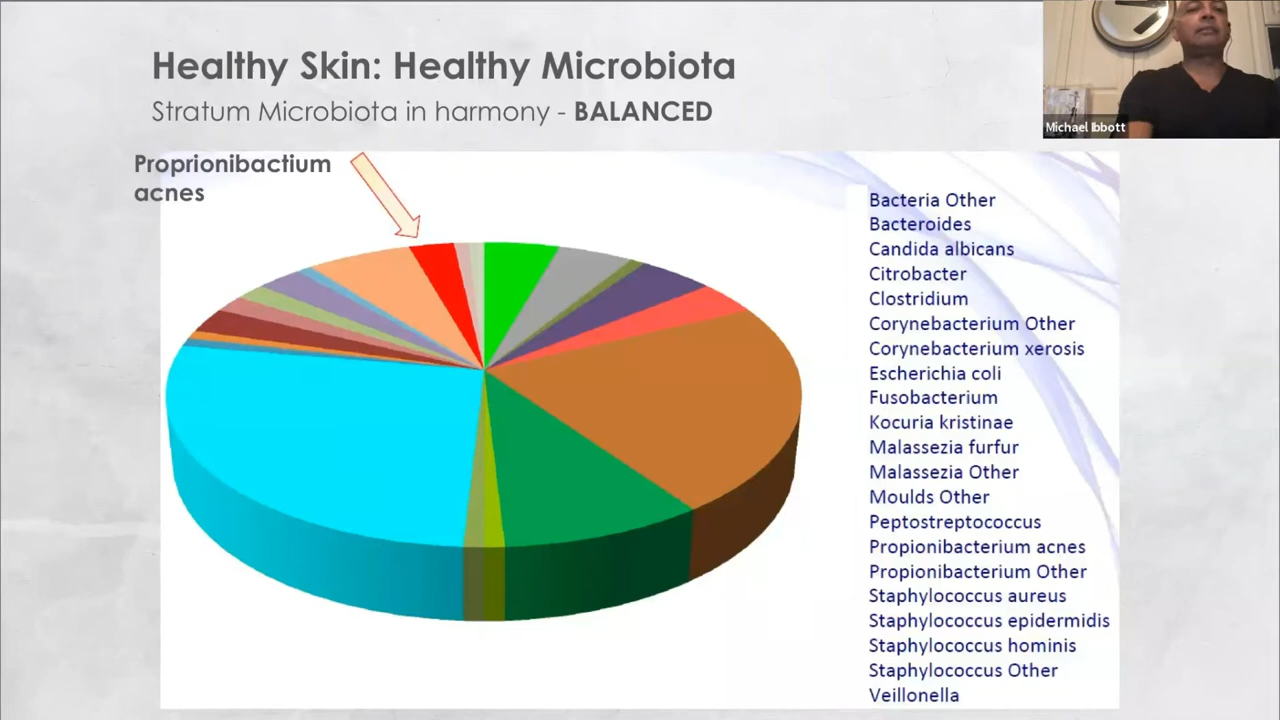 Healthy Skin: Healthy Microbiota
Stratum Microbiota in harmony - BALANCED
Michael Ibbott
Proprionibactium
acnes
Bacteria Other
Bacteroides
Candida albicans
Citrobacter
Clostridium
Corynebacterium Other
Corynebacterium xerosis
Escherichia coli
Fusobacterium
Kocuria kristinae
Malassezia furfur
Malassezia Other
Moulds Other
Peptostreptococcus
Propionibacterium acnes
Propionibacterium Other
Staphylococcus aureus
Staphylococcus epidermidis
Staphylococcus hominis
Staphylococcus Other
Veillonella